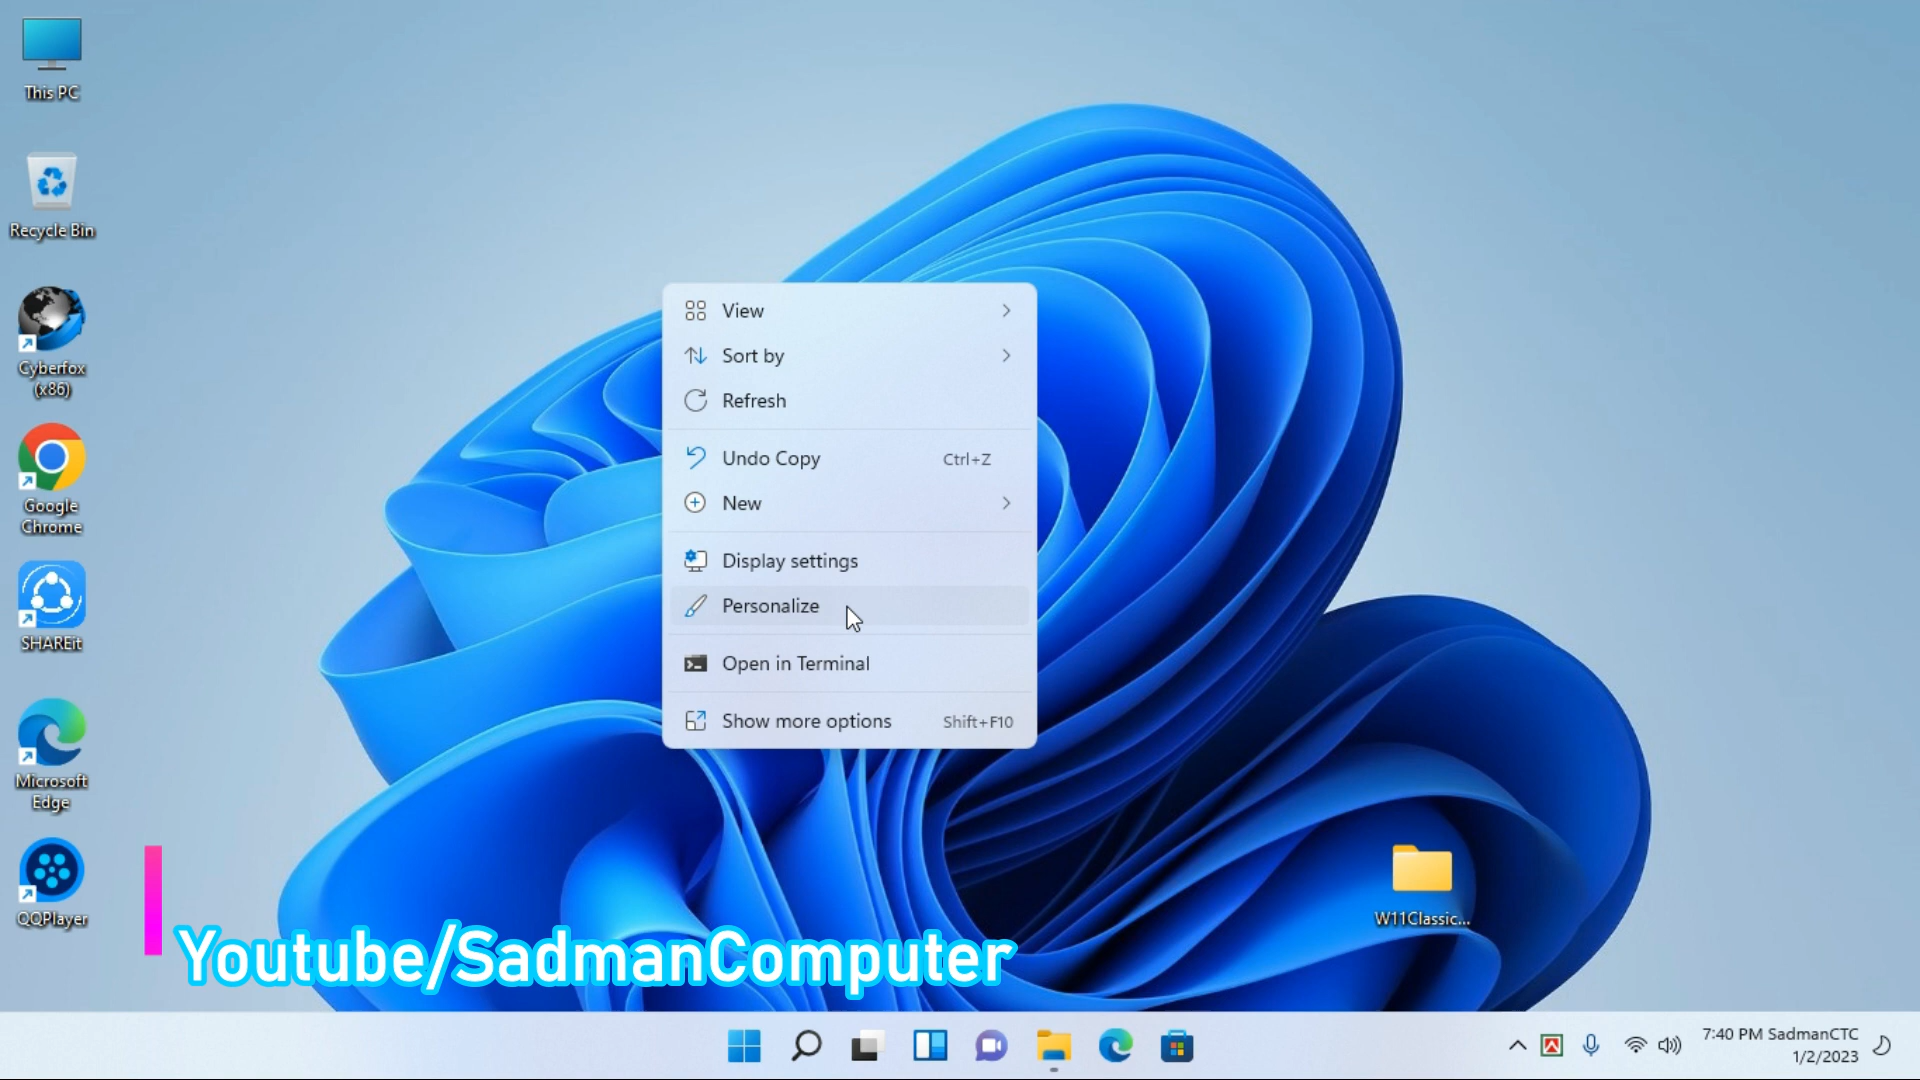 This PC
Recycle Bin
Cyberfox
(x86)
Google
Chrome
SHAREit
Microsoft
Edge
QQPlayer
View
Sort by
Refresh
Undo Copy Ctrl+Z
New
Display settings
Personalize
Open in Terminal
Show more options Shift+F10
W11Classic...
Youtube/SadmanComputer
7:40 PM SadmanCTC
1/2/2023